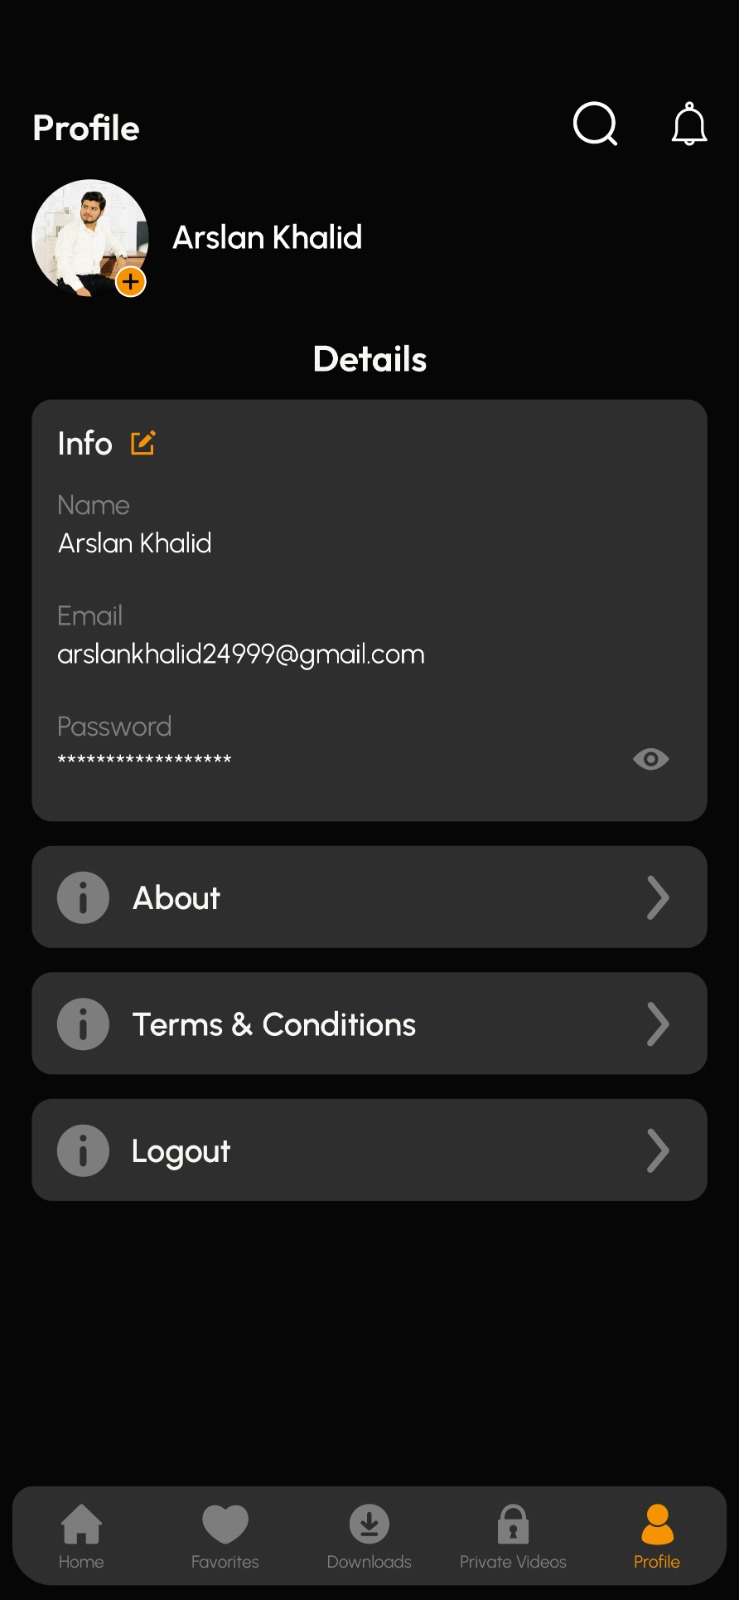 Profile
Arslan Khalid
Details
Info
Name
Arslan Khalid
Email
arslankhalid24999@gmail.com
Password
******************
About
Terms & Conditions
Logout
Home Favorites Downloads Private Videos Profile